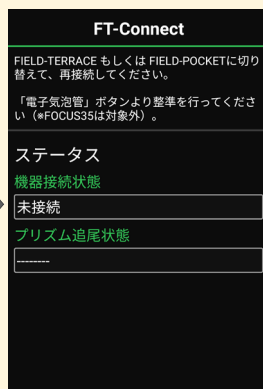 FT-Connect
FIELD-TERRACE もしくは FIELD-POCKETに切り
替えて、再接続してください。
「電子気泡管」ボタンより整準を行ってくださ
い（※FOCUS35は対象外）。
ステータス
機器接続状態
未接続
プリズム追尾状態
--------